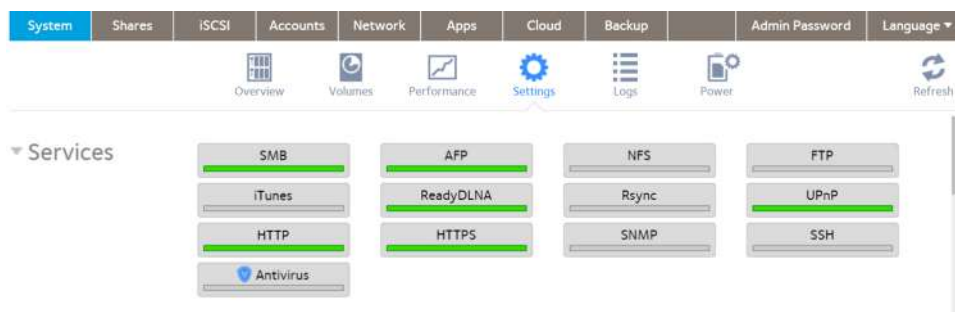 System Shares iSCSI Accounts Network Apps Cloud Backup Admin Password Language
Overview Volumes Performance Settings Logs Power Refresh
Services
SMB AFP NFS FTP
iTunes ReadyDLNA Rsync UPnP
HTTP HTTPS SNMP SSH
Antivirus